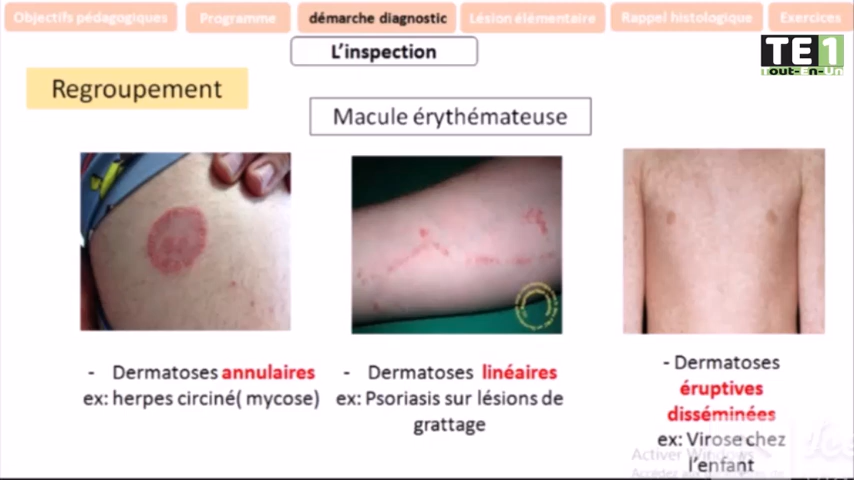 Objectifs pédagogiques
Programme
démarche diagnostic
Lésion élémentaire
Rappel histologique
Exercices
L'inspection
TE1
Tout-En-Un
Regroupement
Macule érythémateuse
- Dermatoses annulaires
ex: herpes circiné( mycose)
- Dermatoses linéaires
ex: Psoriasis sur lésions de
grattage
- Dermatoses
éruptives
disséminées
ex: Virose chez
l'enfant
Activer Windows